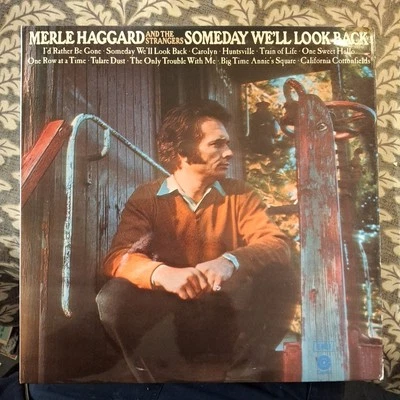 MERLE HAGGARD AND THE STRANGERS SOMEDAY WE'LL LOOK BACK
I'd Rather Be Gone · Someday We'll Look Back · Carolyn · Huntsville · Train of Life · One Sweet Hello
One Row at a Time · Tulare Dust · The Only Trouble With Me · Big Time Annie's Square · California Cottonfields